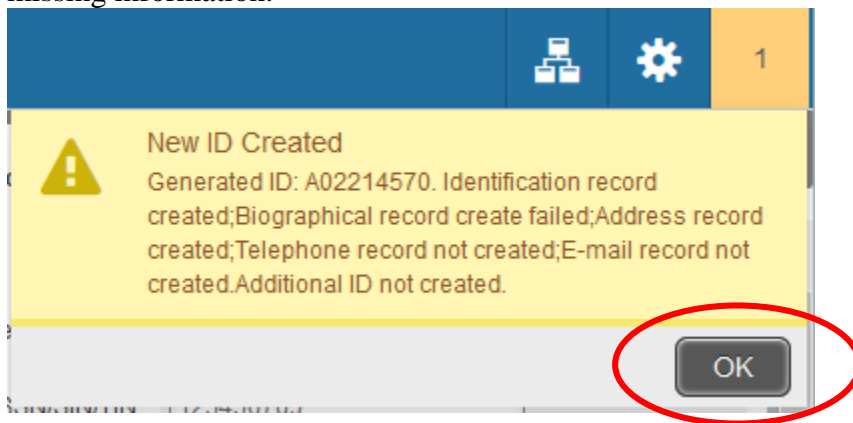 missing information.
1
New ID Created
Generated ID: A02214570. Identification record
created;Biographical record create failed;Address record
created;Telephone record not created;E-mail record not
created.Additional ID not created.
OK